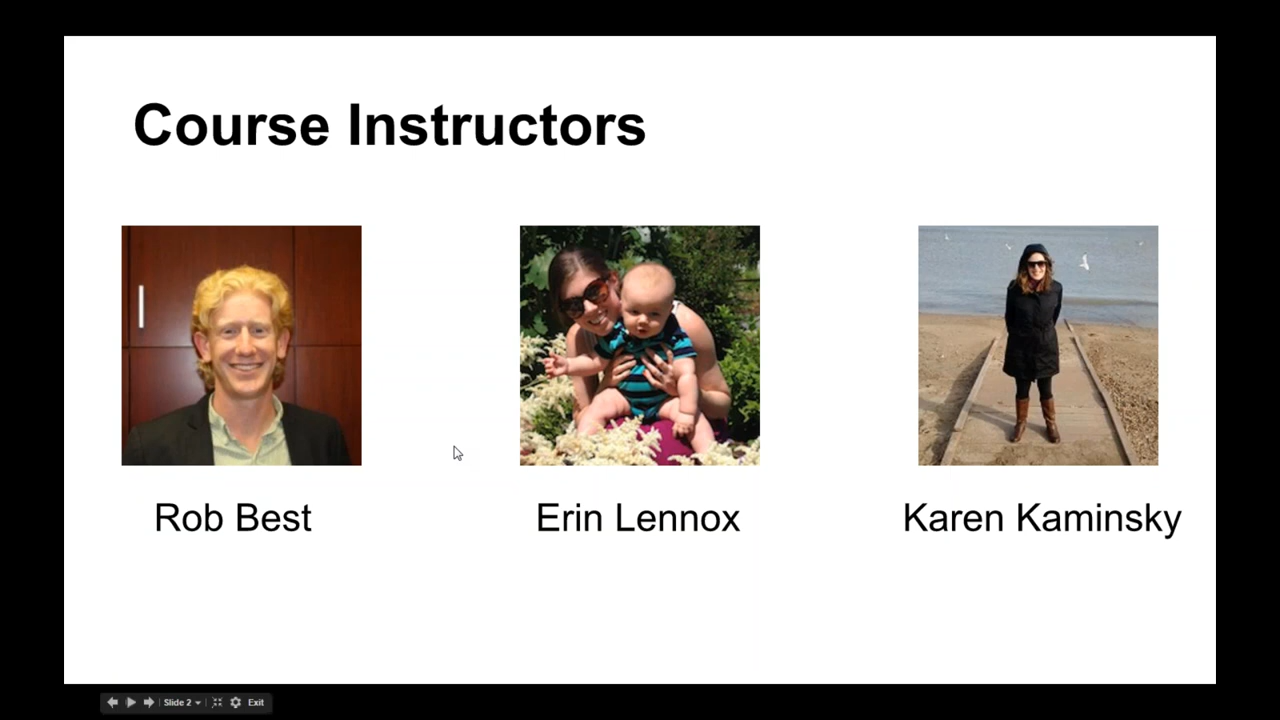 Course Instructors
Rob Best
Erin Lennox
Karen Kaminsky
Slide 2
Exit